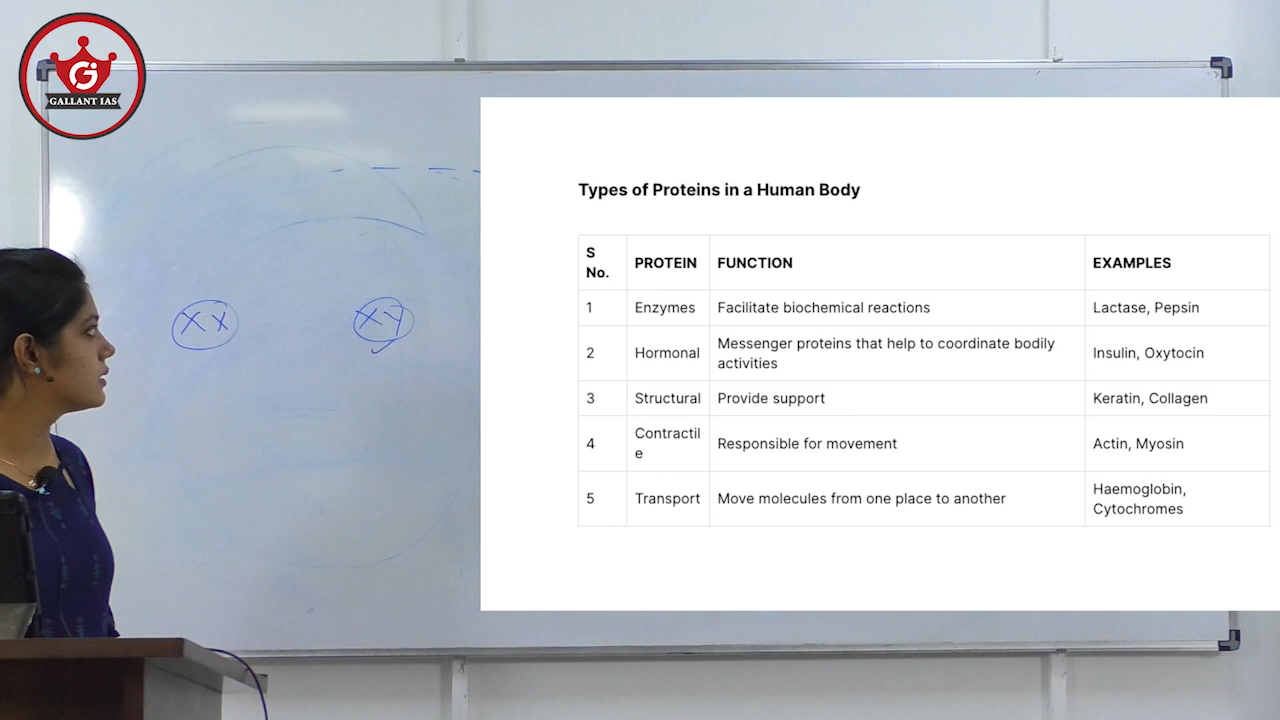 GALLANT IAS
XX
XY
Types of Proteins in a Human Body
S No. PROTEIN FUNCTION EXAMPLES
1 Enzymes Facilitate biochemical reactions Lactase, Pepsin
2 Hormonal Messenger proteins that help to coordinate bodily activities Insulin, Oxytocin
3 Structural Provide support Keratin, Collagen
4 Contractile Responsible for movement Actin, Myosin
5 Transport Move molecules from one place to another Haemoglobin, Cytochromes